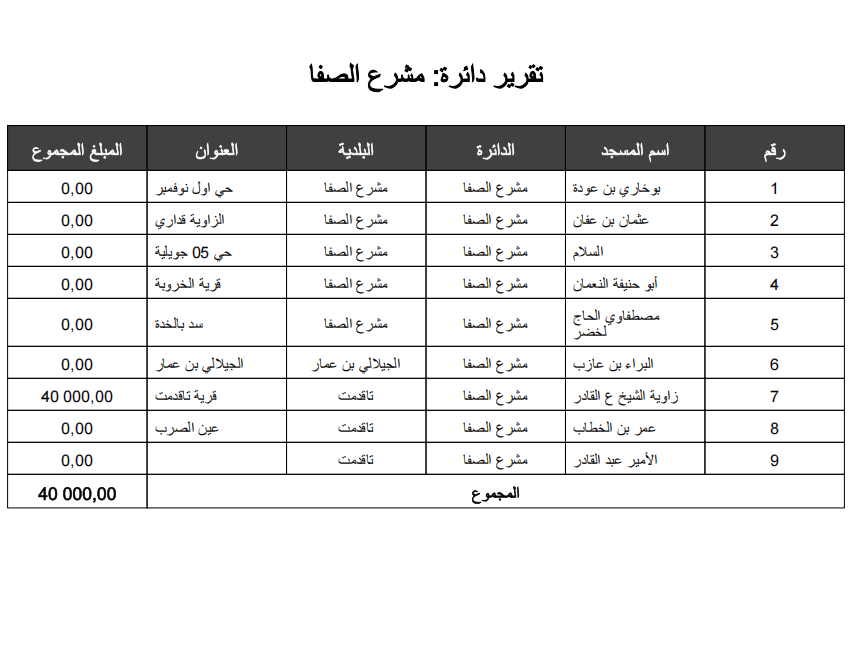 تقرير دائرة: مشرع الصفا
رقم اسم المسجد الدائرة البلدية العنوان المبلغ المجموع
1 بوخاري بن عودة مشرع الصفا مشرع الصفا حي اول نوفمبر 0,00
2 عثمان بن عفان مشرع الصفا مشرع الصفا الزاوية قداري 0,00
3 السلام مشرع الصفا مشرع الصفا حي 05 جويلية 0,00
4 أبو حنيفة النعمان مشرع الصفا مشرع الصفا قرية الخروبة 0,00
5 مصطفاوي الحاج لخضر مشرع الصفا مشرع الصفا سد بالخدة 0,00
6 البراء بن عازب مشرع الصفا الجيلالي بن عمار الجيلالي بن عمار 0,00
7 زاوية الشيخ ع القادر مشرع الصفا تاقدمت قرية تاقدمت 40 000,00
8 عمر بن الخطاب مشرع الصفا تاقدمت عين الصرب 0,00
9 الأمير عبد القادر مشرع الصفا تاقدمت 0,00
المجموع 40 000,00